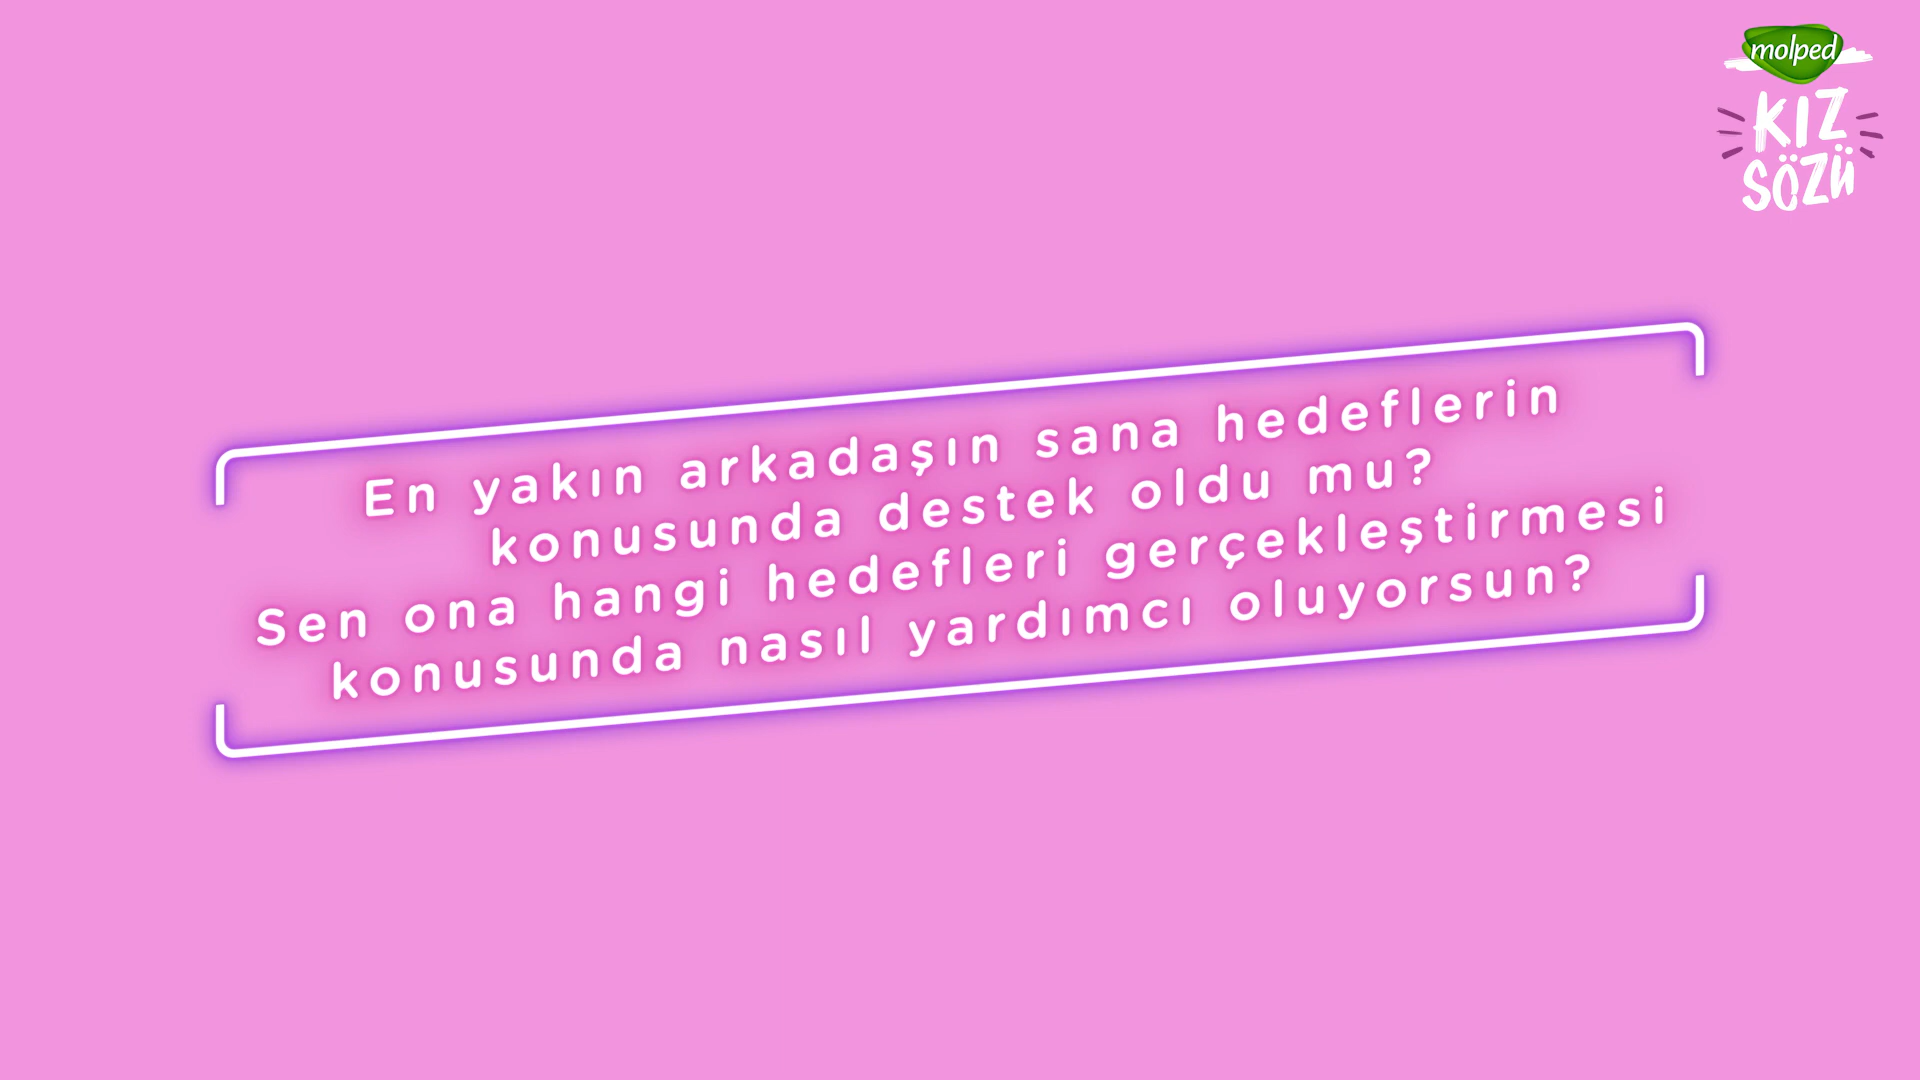 molped
KIZ
SÖZÜ
En yakın arkadaşın sana hedeflerin
konusunda destek oldu mu?
Sen ona hangi hedefleri gerçekleştirmesi
konusunda nasıl yardımcı oluyorsun?